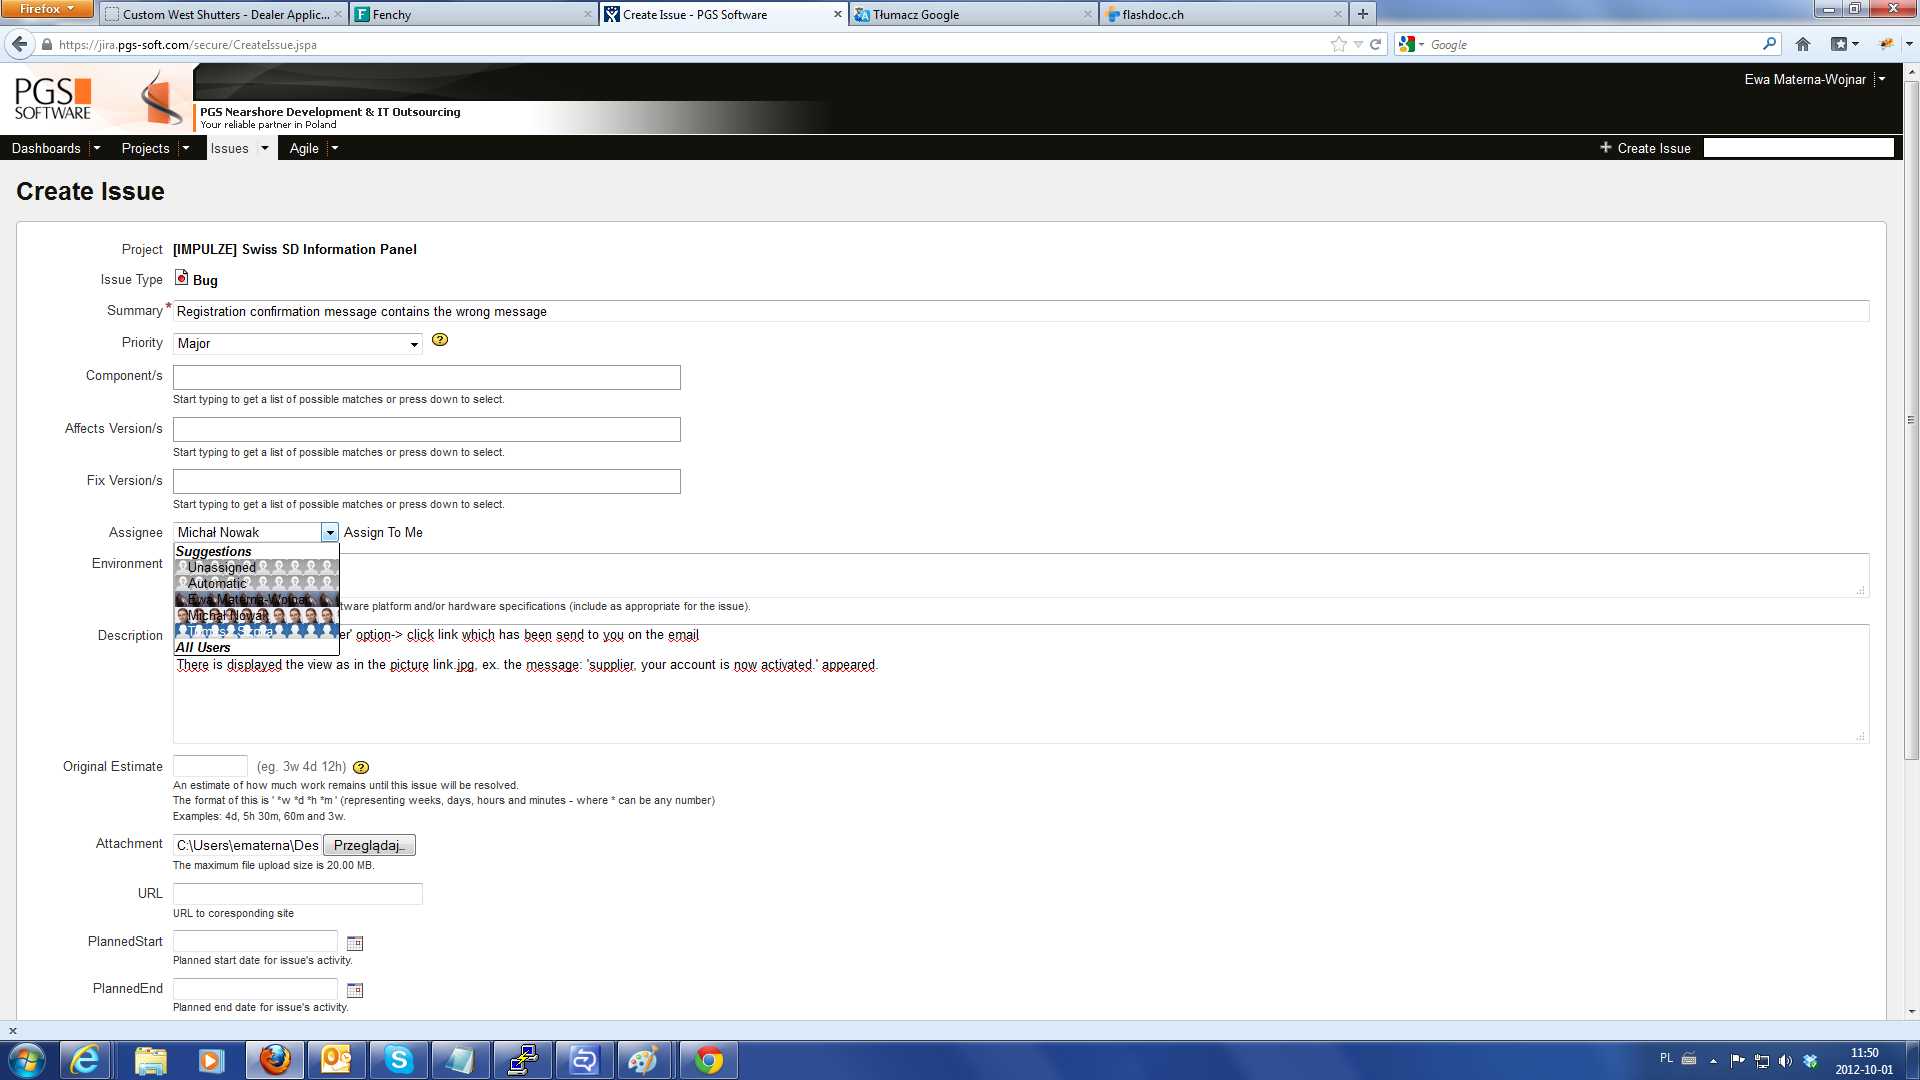 Firefox
Custom West Shutters - Dealer Applic...
Fenchy
Create Issue - PGS Software
Tłumacz Google
flashdoc.ch
https://jira.pgs-soft.com/secure/CreateIssue.jspa
Google
PGS
SOFTWARE
PGS Nearshore Development & IT Outsourcing
Your reliable partner in Poland
Ewa Materna-Wojnar
Dashboards
Projects
Issues
Agile
Create Issue
Create Issue
Project [IMPULZE] Swiss SD Information Panel
Issue Type Bug
Summary* Registration confirmation message contains the wrong message
Priority Major
Component/s
Start typing to get a list of possible matches or press down to select.
Affects Version/s
Start typing to get a list of possible matches or press down to select.
Fix Version/s
Start typing to get a list of possible matches or press down to select.
Assignee Michał Nowak Assign To Me
Suggestions
Unassigned
Automatic
Ewa Materna-Wojnar
Michał Nowak
All Users
Environment
tware platform and/or hardware specifications (include as appropriate for the issue).
Description er' option-> click link which has been send to you on the email
There is displayed the view as in the picture link.jpg, ex. the message: 'supplier, your account is now activated.' appeared.
Original Estimate (eg. 3w 4d 12h)
An estimate of how much work remains until this issue will be resolved.
The format of this is ' *w *d *h *m ' (representing weeks, days, hours and minutes - where * can be any number)
Examples: 4d, 5h 30m, 60m and 3w.
Attachment C:\Users\ematerna\Des Przeglądaj...
The maximum file upload size is 20.00 MB.
URL
URL to coresponding site
PlannedStart
Planned start date for issue's activity.
PlannedEnd
Planned end date for issue's activity.
PL
11:50
2012-10-01